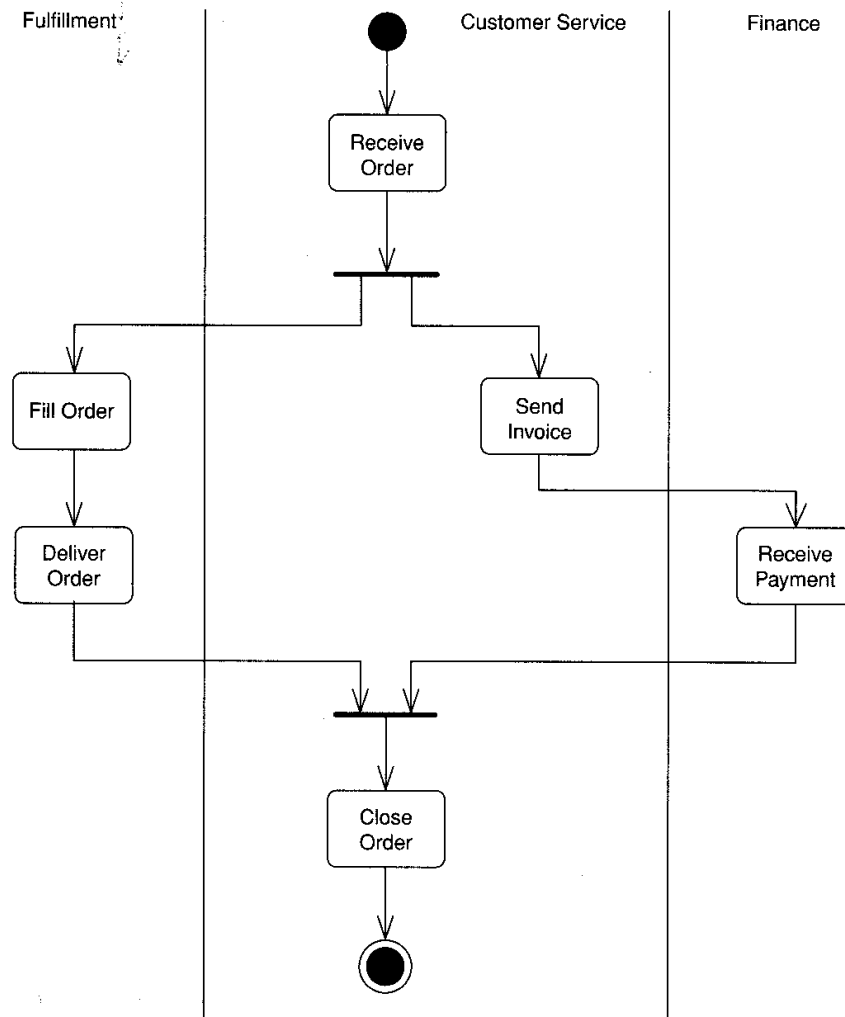 Fulfillment
Customer Service
Finance
Receive
Order
Fill Order
Send
Invoice
Deliver
Order
Receive
Payment
Close
Order